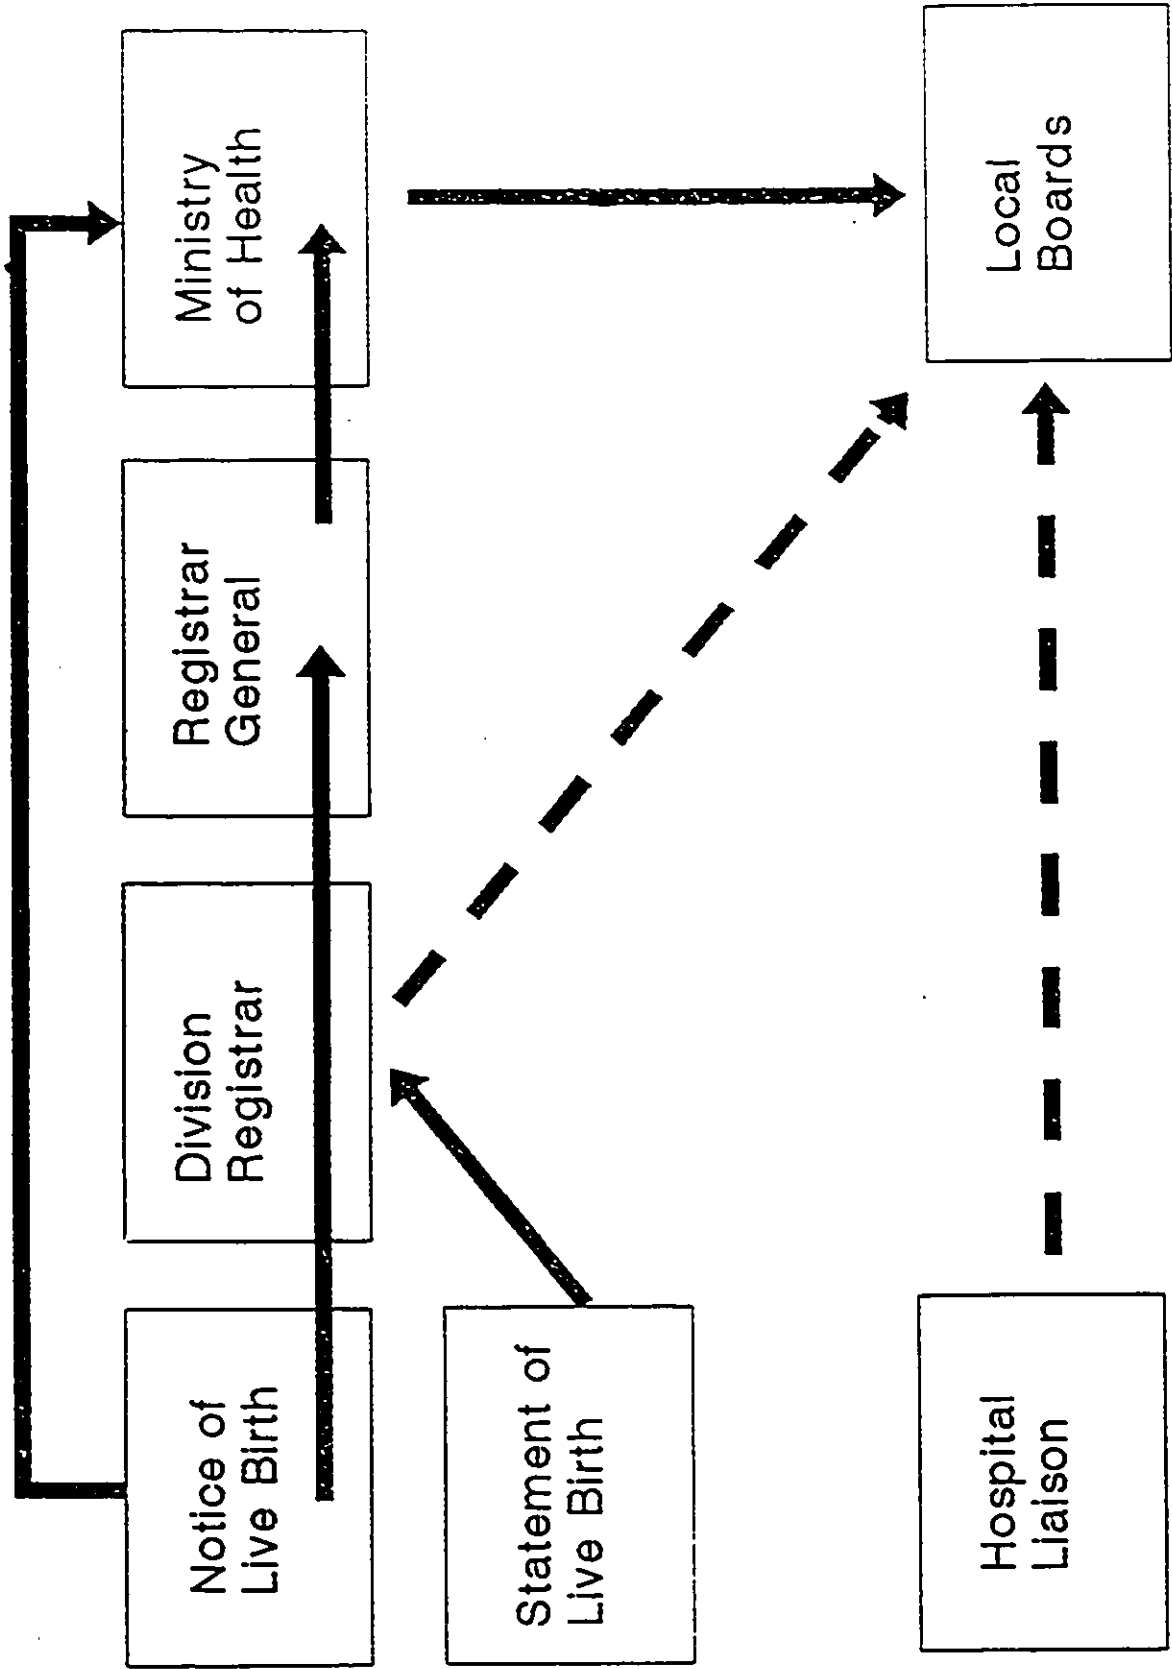 Notice of
Live Birth
Division
Registrar
Registrar
General
Ministry
of Health
Statement of
Live Birth
Hospital
Liaison
Local
Boards